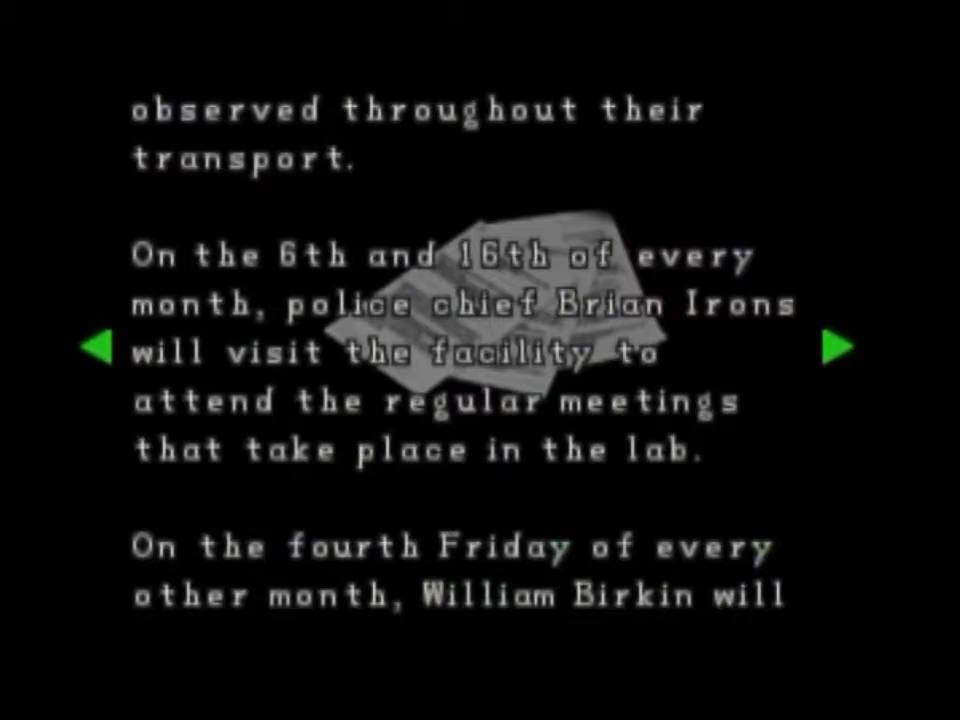 observed throughout their
transport.
On the 6th and 16th of every
month, police chief Brian Irons
will visit the facility to
attend the regular meetings
that take place in the lab.
On the fourth Friday of every
other month, William Birkin will